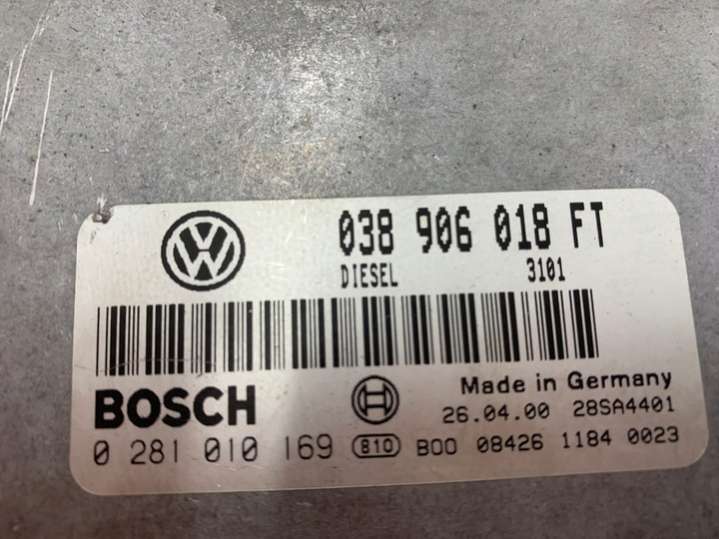 038 906 018 FT
DIESEL 3101
BOSCH Made in Germany
26.04.00 28SA4401
0 281 010 169 810 B00 08426 1184 0023